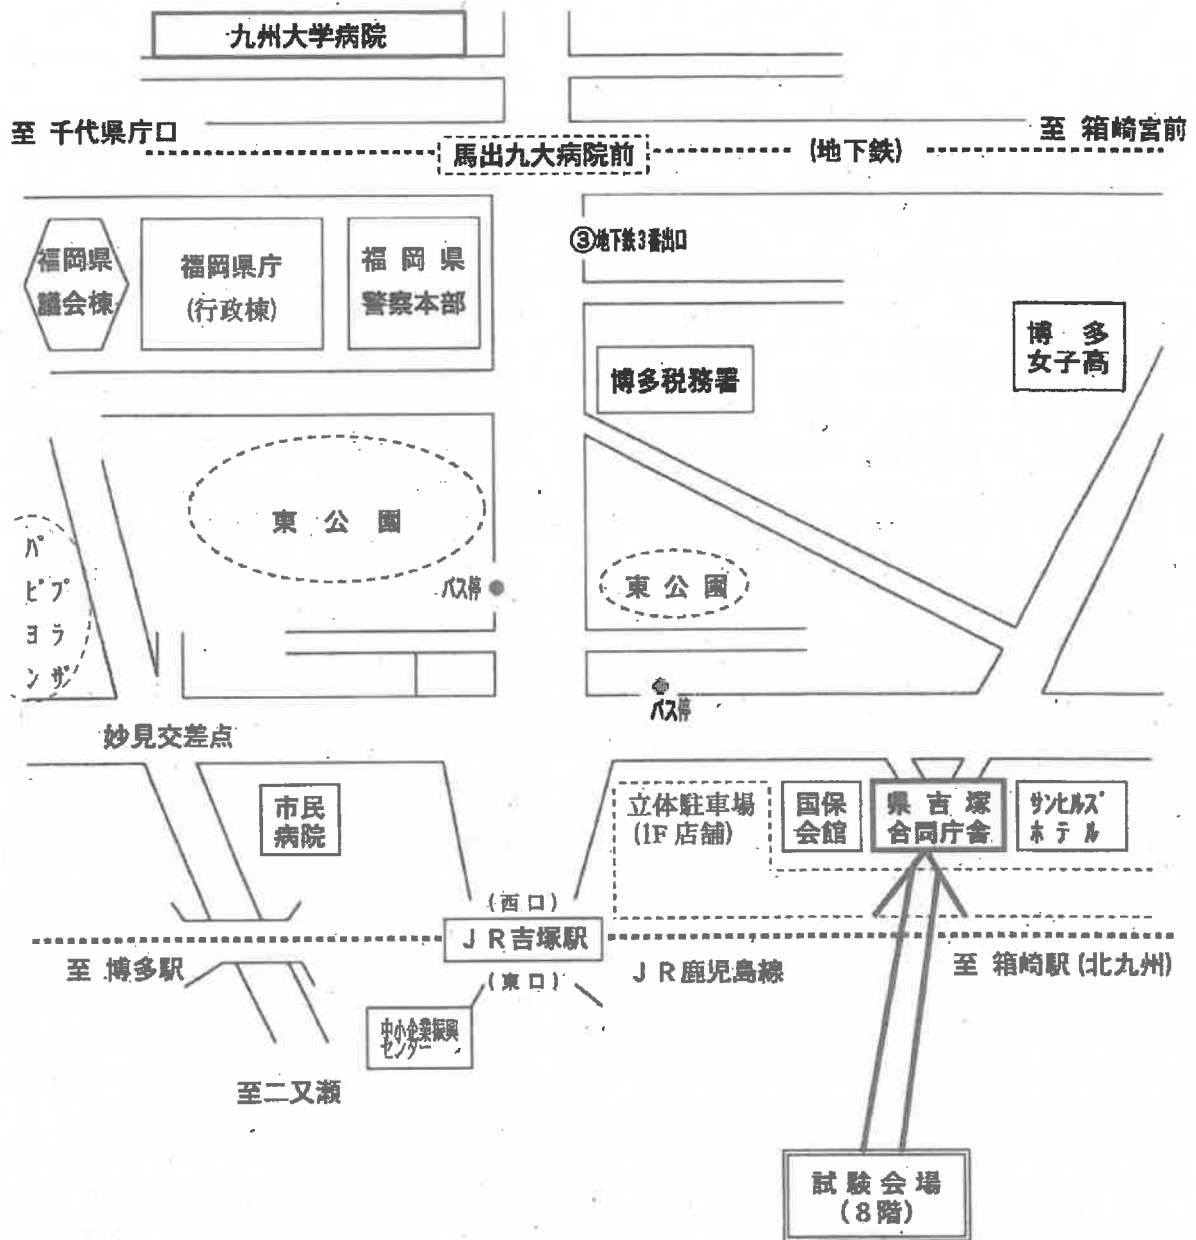 九州大学病院
至 千代県庁口
馬出九大病院前
(地下鉄)
至 箱崎宮前
③地下鉄3番出口
福岡県
議会棟
福岡県庁
(行政棟)
福岡県
警察本部
博多税務署
博多
女子高
東公園
東公園
バス停
パピヨン
プラザ
バス停
妙見交差点
市民
病院
立体駐車場
(1F店舗)
国保
会館
県吉塚
合同庁舎
サンヒルズ
ホテル
(西口)
JR吉塚駅
(東口)
至 博多駅
JR鹿児島線
至 箱崎駅(北九州)
中小企業振興
センター
至二又瀬
試験会場
(8階)